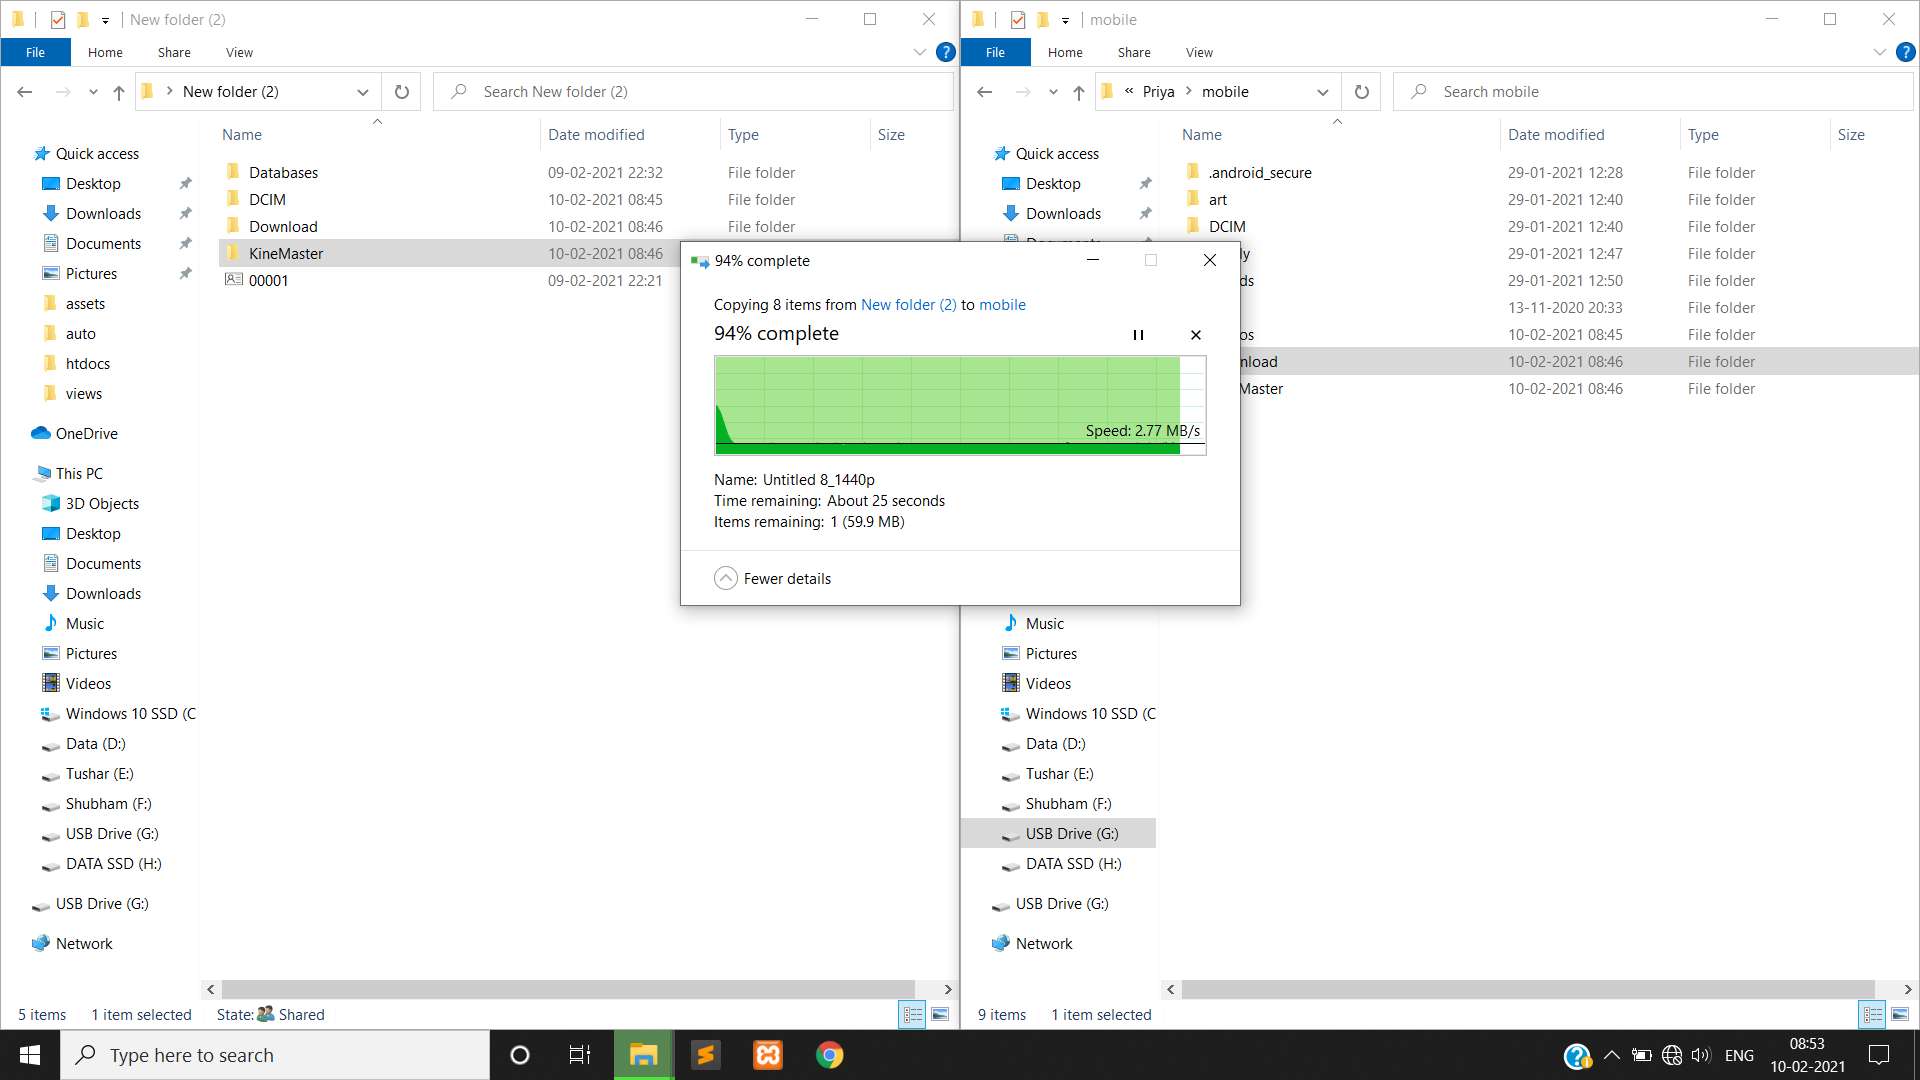 New folder (2)
File Home Share View
New folder (2)
Search New folder (2)
Name Date modified Type Size
Quick access
Desktop
Downloads
Documents
Pictures
assets
auto
htdocs
views
OneDrive
This PC
3D Objects
Desktop
Documents
Downloads
Music
Pictures
Videos
Windows 10 SSD (C
Data (D:)
Tushar (E:)
Shubham (F:)
USB Drive (G:)
DATA SSD (H:)
USB Drive (G:)
Network
Databases 09-02-2021 22:32 File folder
DCIM 10-02-2021 08:45 File folder
Download 10-02-2021 08:46 File folder
KineMaster 10-02-2021 08:46
00001 09-02-2021 22:21
5 items 1 item selected State: Shared
94% complete
Copying 8 items from New folder (2) to mobile
94% complete
Speed: 2.77 MB/s
Name: Untitled 8_1440p
Time remaining: About 25 seconds
Items remaining: 1 (59.9 MB)
Fewer details
mobile
File Home Share View
« Priya mobile
Search mobile
Name Date modified Type Size
Quick access
Desktop
Downloads
Music
Pictures
Videos
Windows 10 SSD (C
Data (D:)
Tushar (E:)
Shubham (F:)
USB Drive (G:)
DATA SSD (H:)
USB Drive (G:)
Network
.android_secure 29-01-2021 12:28 File folder
art 29-01-2021 12:40 File folder
DCIM 29-01-2021 12:40 File folder
ly 29-01-2021 12:47 File folder
ds 29-01-2021 12:50 File folder
13-11-2020 20:33 File folder
os 10-02-2021 08:45 File folder
nload 10-02-2021 08:46 File folder
Master 10-02-2021 08:46 File folder
9 items 1 item selected
Type here to search
ENG
08:53
10-02-2021